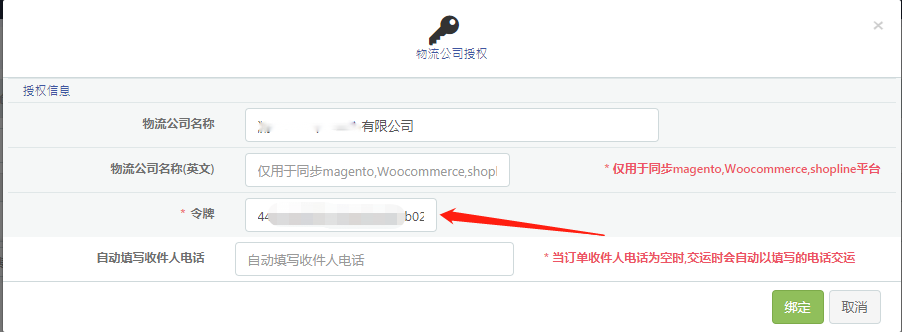 物流公司授权
×
授权信息
物流公司名称 有限公司
物流公司名称(英文) 仅用于同步magento,Woocommerce,shopl * 仅用于同步magento,Woocommerce,shopline平台
* 令牌 44 b02
自动填写收件人电话 自动填写收件人电话 * 当订单收件人电话为空时,交运时会自动以填写的电话交运
绑定 取消